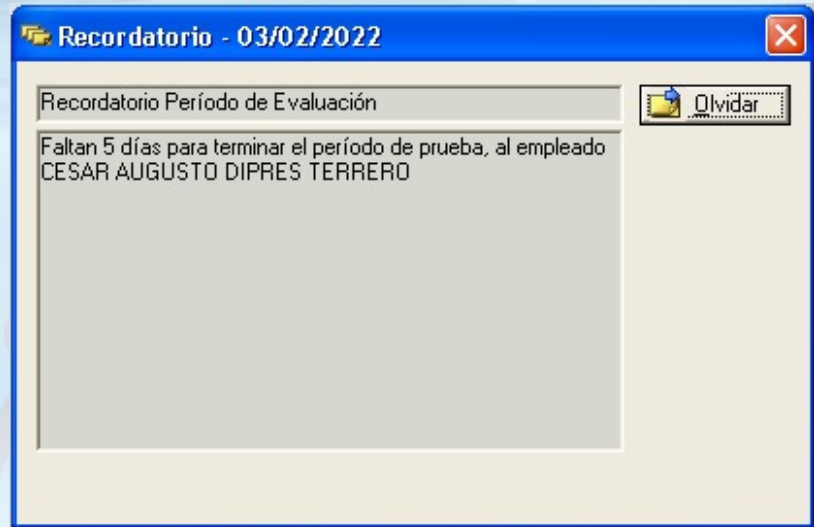 Recordatorio - 03/02/2022
Recordatorio Período de Evaluación
Olvidar
Faltan 5 días para terminar el período de prueba, al empleado
CESAR AUGUSTO DIPRES TERRERO